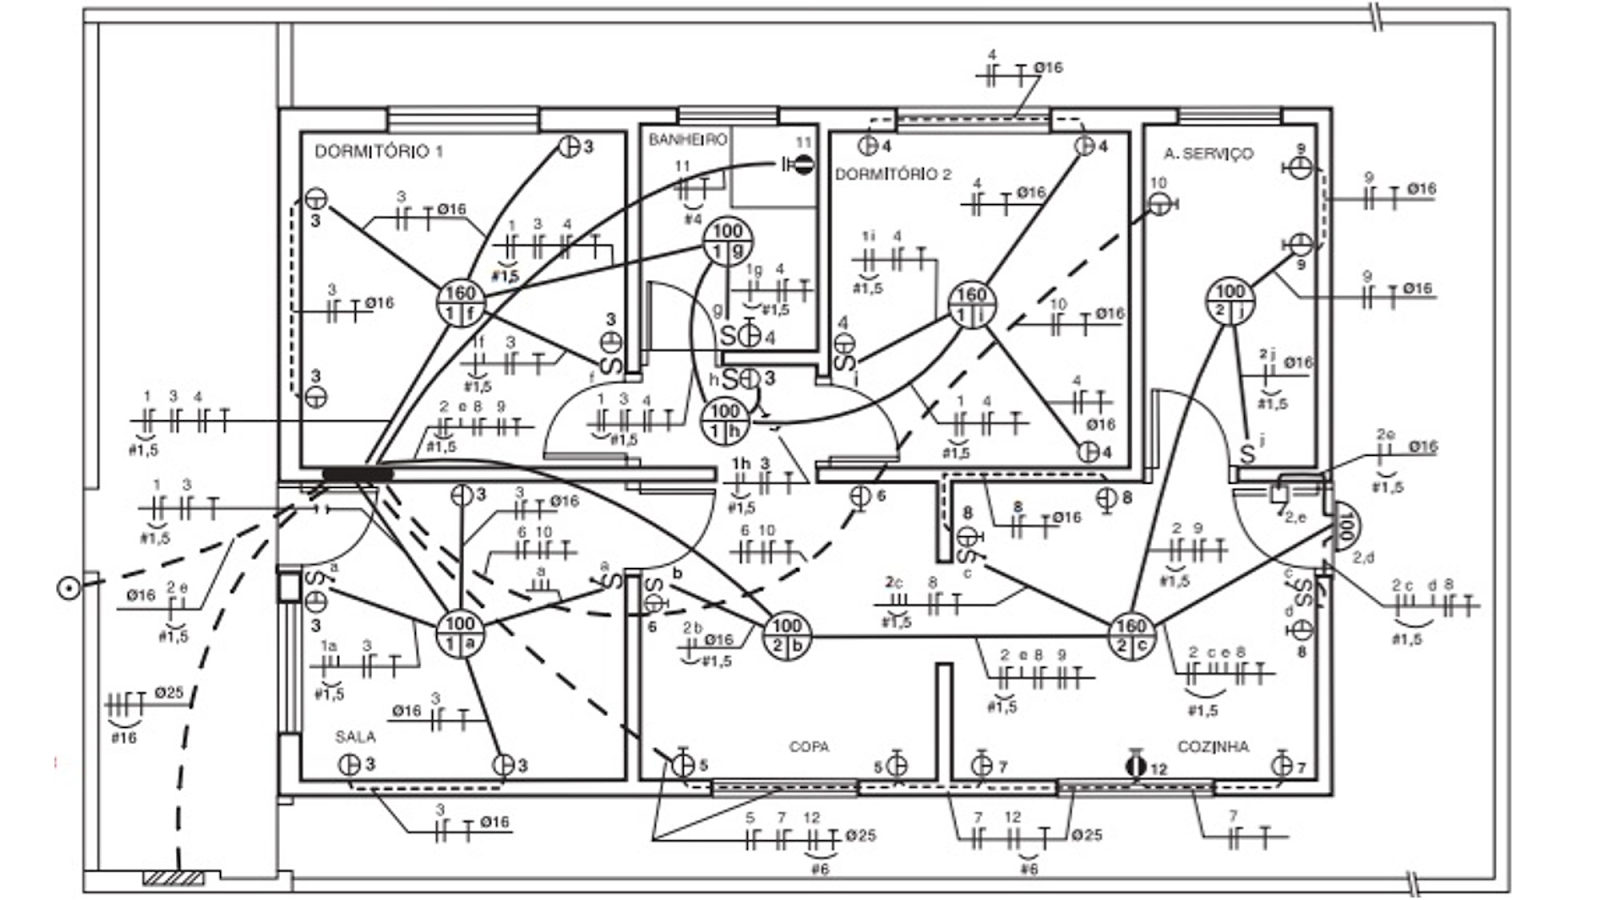 4
Ø16
DORMITÓRIO 1
3
BANHEIRO
11
11
#4
DORMITÓRIO 2
4
4
A. SERVIÇO
9
10
9
Ø16
3
3
Ø16
1 3 4
#1,5
100
1 g
4
Ø16
1i 4
#1,5
9
3
Ø16
160
1 f
1g 4
#1,5
g
S
4
160
1 i
10
Ø16
100
2 j
9
Ø16
3
S
f
1f 3
#1,5
4
S
i
2 j
Ø16
#1,5
3
h
S
3
1 3 4
#1,5
2 e 8 9
#1,5
1 3 4
#1,5
100
1 h
1 4
#1,5
4
Ø16
4
S
j
2e
Ø16
#1,5
1 3
#1,5
3
3
Ø16
1h 3
#1,5
6
8
8
8
Ø16
2,e
100
2,d
6 10
6 10
2 9
#1,5
S
a
3
a
S
a
S
b
6
S
c
2c 8
#1,5
c
S
S
d
8
2 c d 8
#1,5
Ø16
2 e
#1,5
100
1 a
2 b
Ø16
#1,5
100
2 b
160
2 c
1a 3
#1,5
2 e 8 9
#1,5
2 c e 8
#1,5
Ø25
#16
Ø16
3
SALA
COPA
COZINHA
3
3
5
5
7
12
7
3
Ø16
5 7 12
Ø25
#6
7 12
Ø25
#6
7